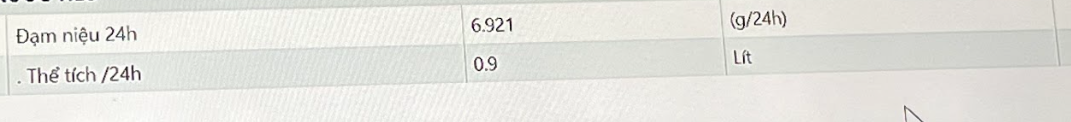 Đạm niệu 24h 6.921 (g/24h)
. Thể tích /24h 0.9 Lít